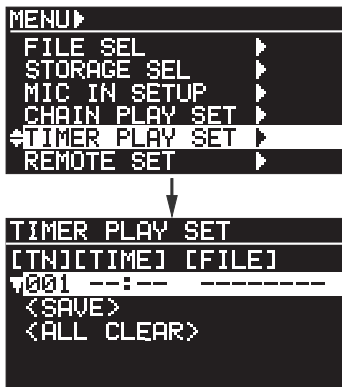 MENU▶
FILE SEL ▶
STORAGE SEL ▶
MIC IN SETUP ▶
CHAIN PLAY SET ▶
TIMER PLAY SET ▶
REMOTE SET ▶
TIMER PLAY SET
[TN][TIME] [FILE]
001 --:-- --------
<SAVE>
<ALL CLEAR>